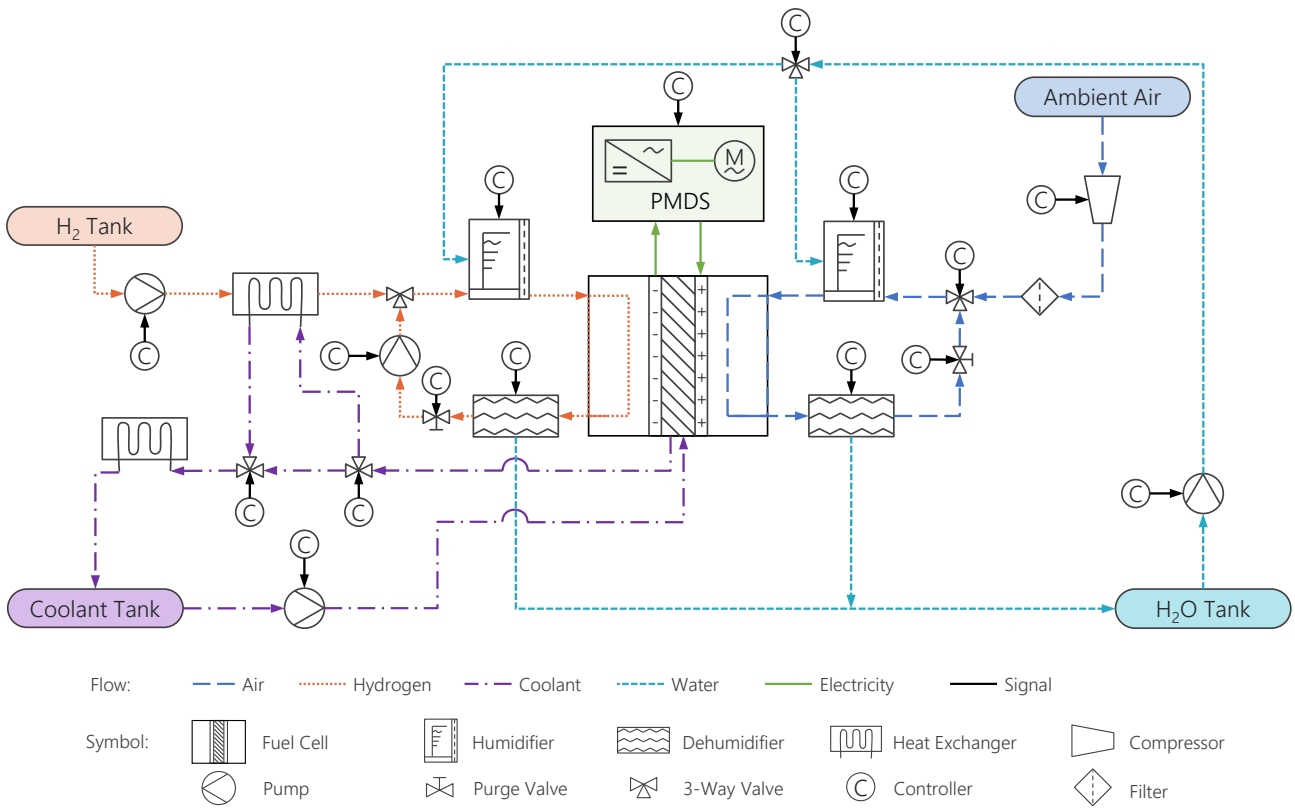 C
C
Ambient Air
M
PMDS
C
C
C
H₂ Tank
C
- - - - - - -
+ + + + + + + +
C
C
C
C
C
C
C
C
C
C
Coolant Tank
H₂O Tank
Flow: Air Hydrogen Coolant Water Electricity Signal
Symbol: Fuel Cell Humidifier Dehumidifier Heat Exchanger Compressor
Pump Purge Valve 3-Way Valve C Controller Filter